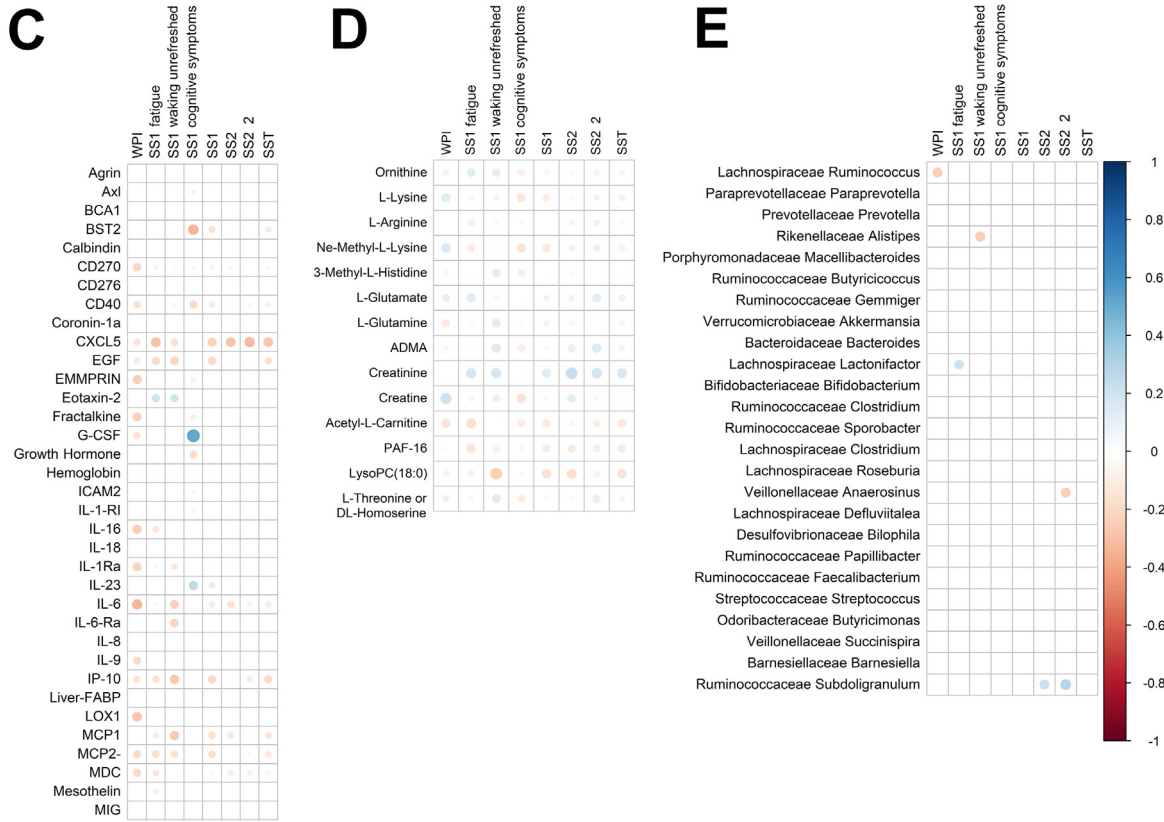 C
WPI
SS1 fatigue
SS1 waking unrefreshed
SS1 cognitive symptoms
SS1
SS2
SS2 2
SST
Agrin
Axl
BCA1
BST2
Calbindin
CD270
CD276
CD40
Coronin-1a
CXCL5
EGF
EMMPRIN
Eotaxin-2
Fractalkine
G-CSF
Growth Hormone
Hemoglobin
ICAM2
IL-1-RI
IL-16
IL-18
IL-1Ra
IL-23
IL-6
IL-6-Ra
IL-8
IL-9
IP-10
Liver-FABP
LOX1
MCP1
MCP2-
MDC
Mesothelin
MIG
D
WPI
SS1 fatigue
SS1 waking unrefreshed
SS1 cognitive symptoms
SS1
SS2
SS2 2
SST
Ornithine
L-Lysine
L-Arginine
Ne-Methyl-L-Lysine
3-Methyl-L-Histidine
L-Glutamate
L-Glutamine
ADMA
Creatinine
Creatine
Acetyl-L-Carnitine
PAF-16
LysoPC(18:0)
L-Threonine or
DL-Homoserine
E
WPI
SS1 fatigue
SS1 waking unrefreshed
SS1 cognitive symptoms
SS1
SS2
SS2 2
SST
Lachnospiraceae Ruminococcus
Paraprevotellaceae Paraprevotella
Prevotellaceae Prevotella
Rikenellaceae Alistipes
Porphyromonadaceae Macellibacteroides
Ruminococcaceae Butyricicoccus
Ruminococcaceae Gemmiger
Verrucomicrobiaceae Akkermansia
Bacteroidaceae Bacteroides
Lachnospiraceae Lactonifactor
Bifidobacteriaceae Bifidobacterium
Ruminococcaceae Clostridium
Ruminococcaceae Sporobacter
Lachnospiraceae Clostridium
Lachnospiraceae Roseburia
Veillonellaceae Anaerosinus
Lachnospiraceae Defluviitalea
Desulfovibrionaceae Bilophila
Ruminococcaceae Papillibacter
Ruminococcaceae Faecalibacterium
Streptococcaceae Streptococcus
Odoribacteraceae Butyricimonas
Veillonellaceae Succinispira
Barnesiellaceae Barnesiella
Ruminococcaceae Subdoligranulum
1
0.8
0.6
0.4
0.2
0
-0.2
-0.4
-0.6
-0.8
-1